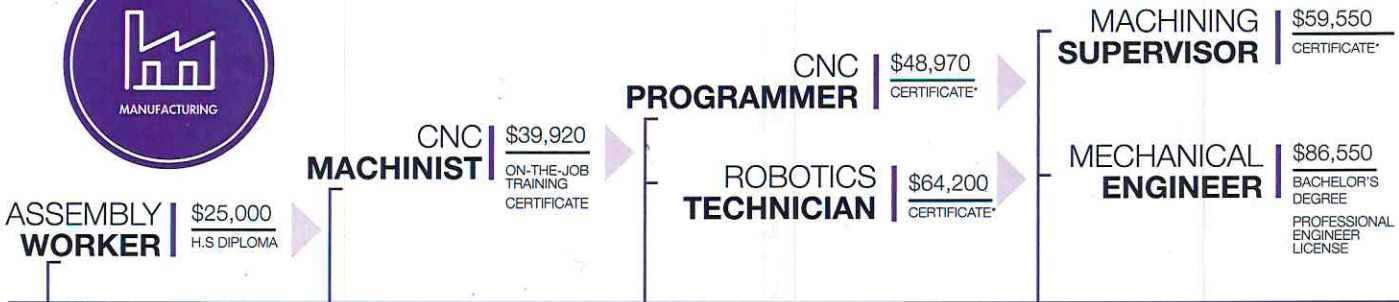 MANUFACTURING
ASSEMBLY
WORKER
$25,000
H.S DIPLOMA
CNC
MACHINIST
$39,920
ON-THE-JOB
TRAINING
CERTIFICATE
CNC
PROGRAMMER
$48,970
CERTIFICATE*
ROBOTICS
TECHNICIAN
$64,200
CERTIFICATE*
MACHINING
SUPERVISOR
$59,550
CERTIFICATE*
MECHANICAL
ENGINEER
$86,550
BACHELOR'S
DEGREE
PROFESSIONAL
ENGINEER
LICENSE